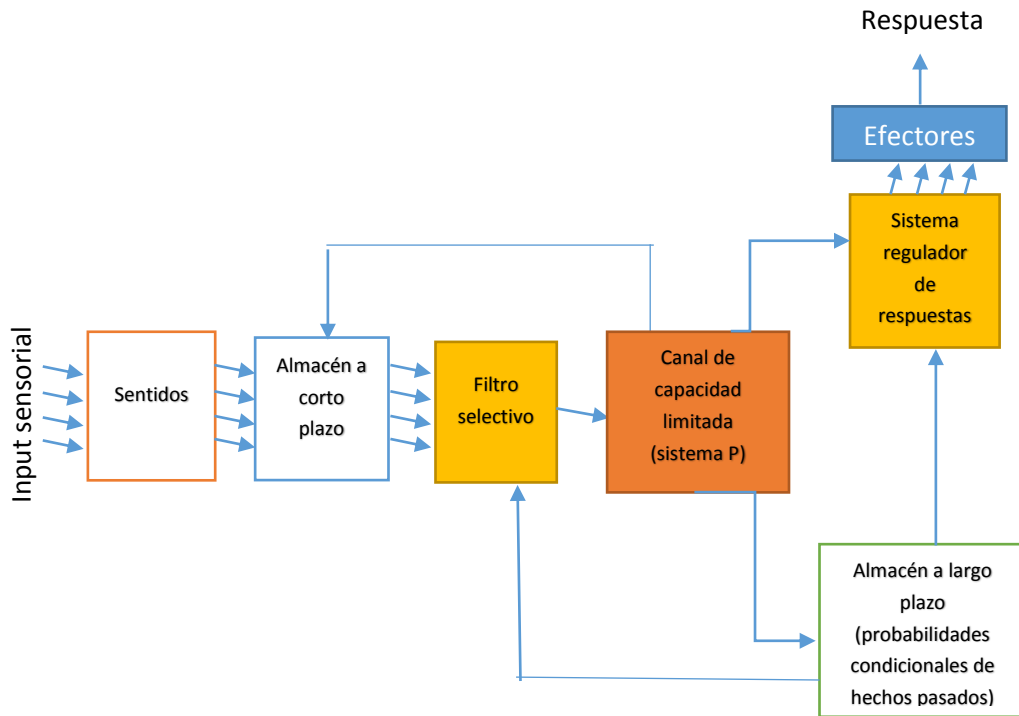 Respuesta
Efectores
Sistema
regulador
de
respuestas
Input sensorial
Sentidos
Almacén a
corto
plazo
Filtro
selectivo
Canal de
capacidad
limitada
(sistema P)
Almacén a largo
plazo
(probabilidades
condicionales de
hechos pasados)